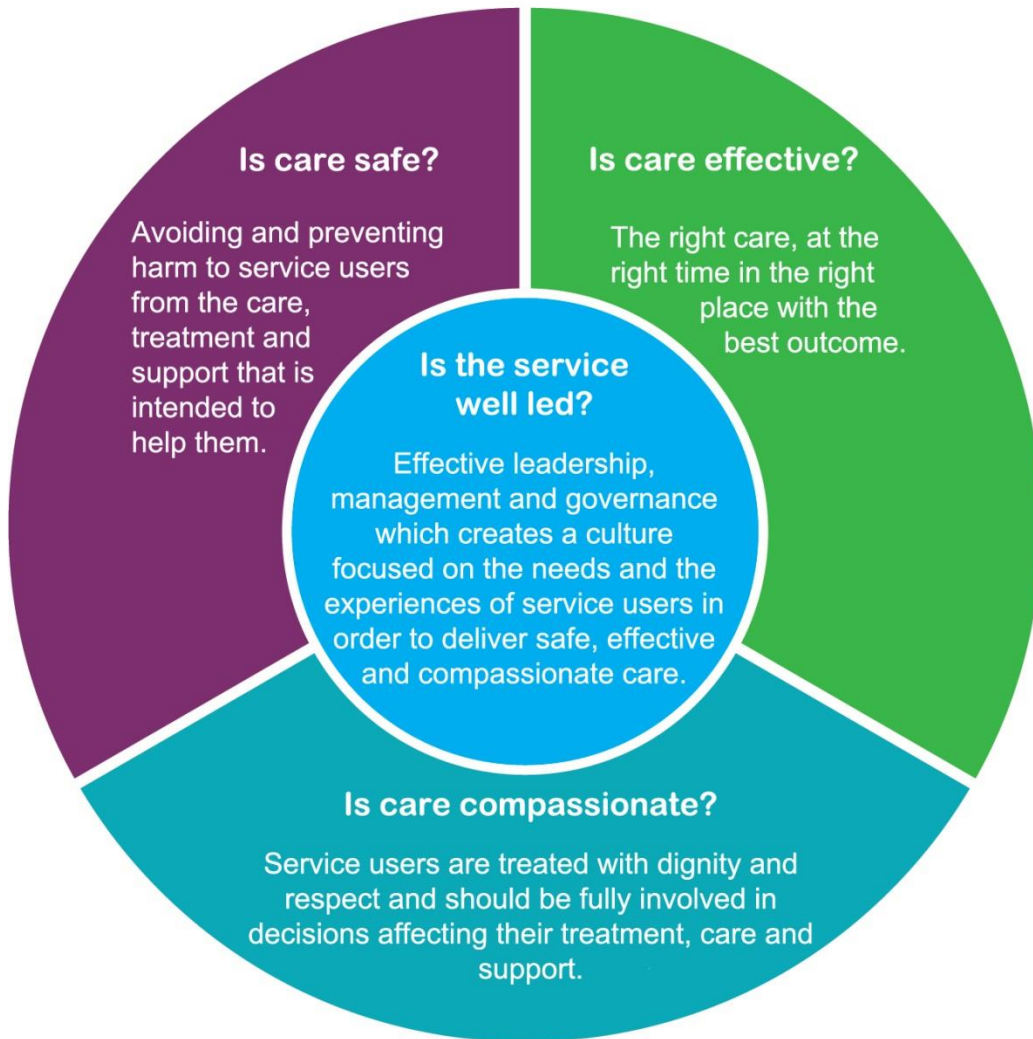 Is care safe?
Avoiding and preventing
harm to service users
from the care,
treatment and
support that is
intended to
help them.
Is care effective?
The right care, at the
right time in the right
place with the
best outcome.
Is the service
well led?
Effective leadership,
management and governance
which creates a culture
focused on the needs and the
experiences of service users in
order to deliver safe, effective
and compassionate care.
Is care compassionate?
Service users are treated with dignity and
respect and should be fully involved in
decisions affecting their treatment, care and
support.